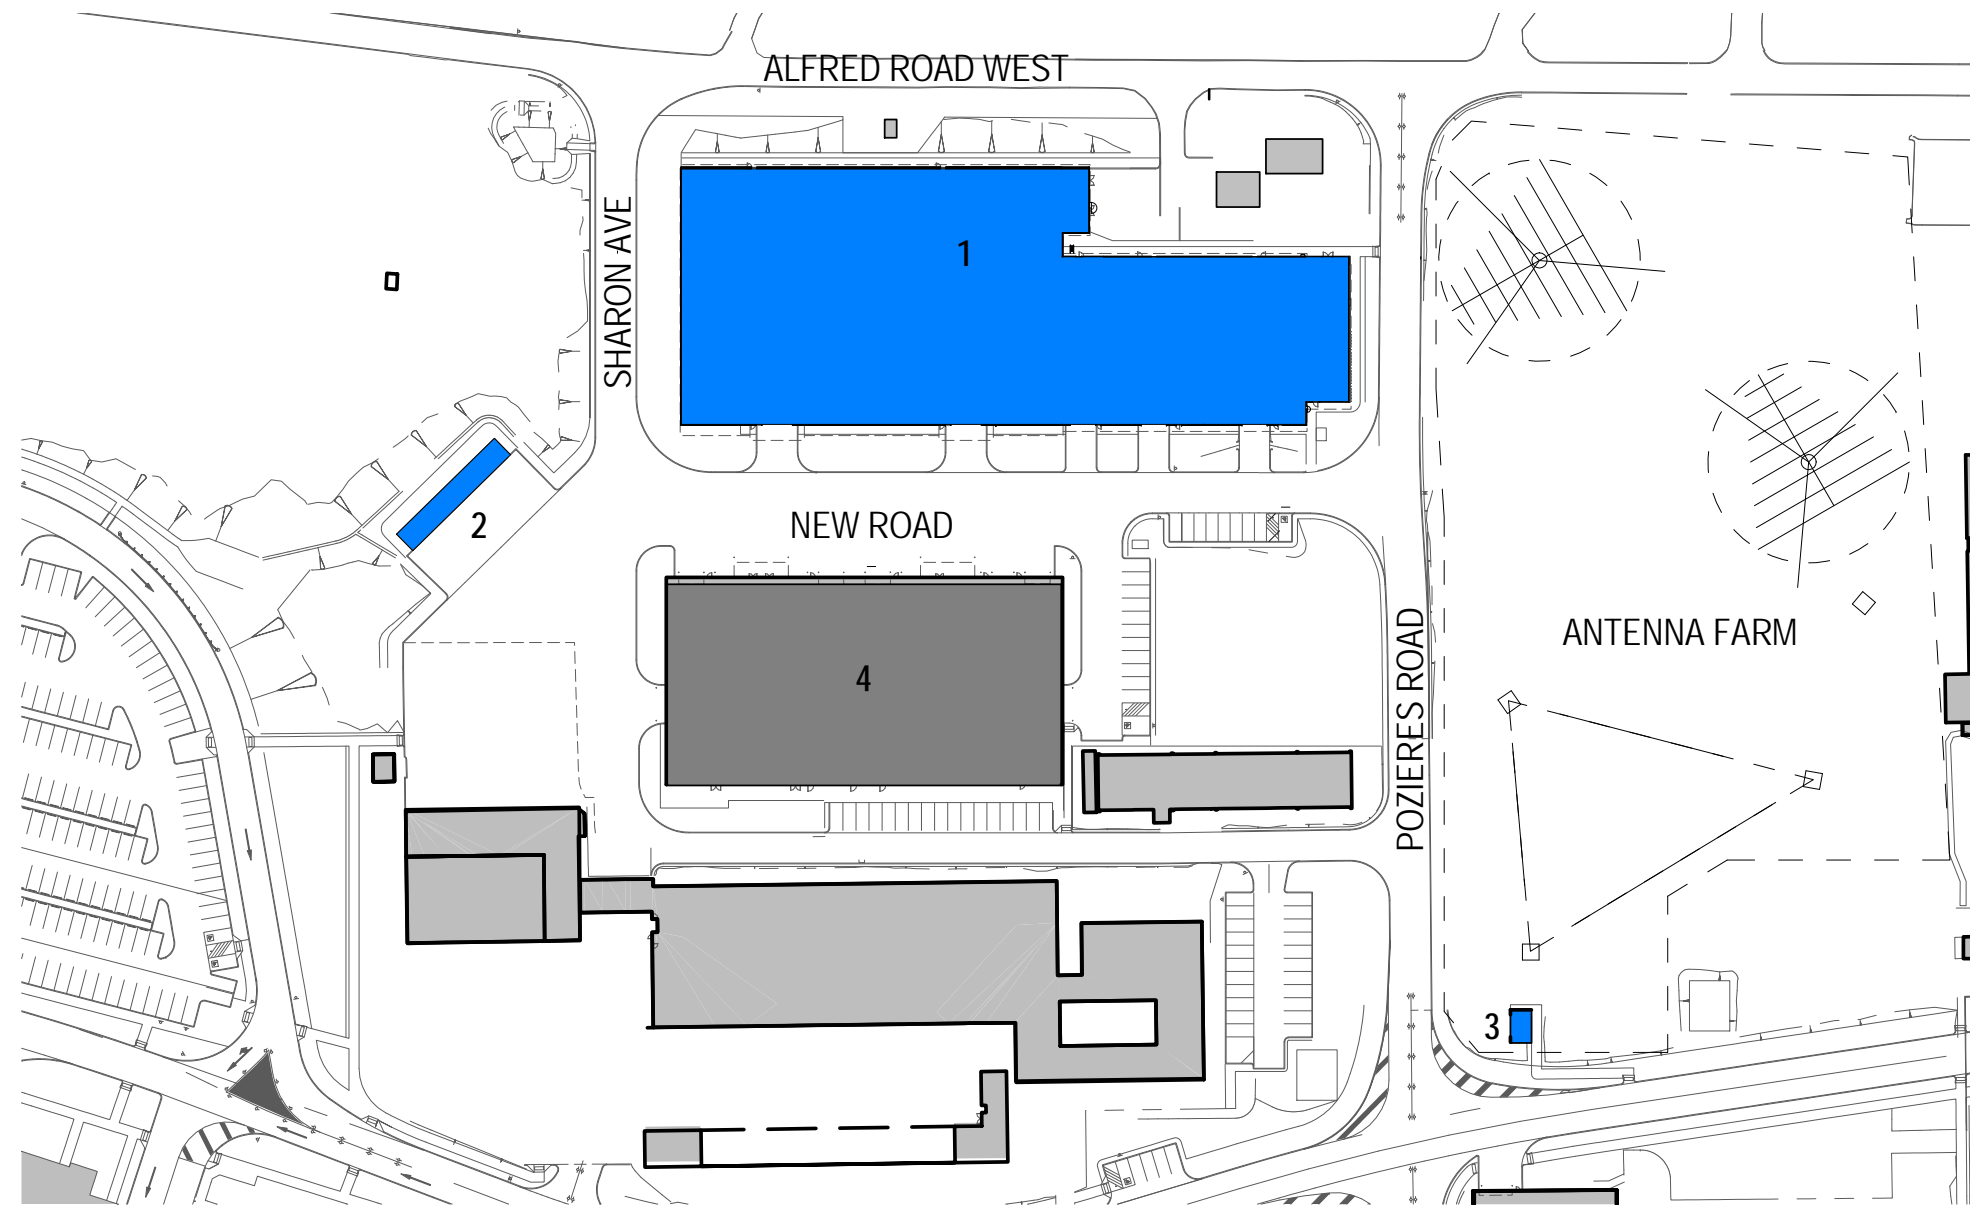 ALFRED ROAD WEST
SHARON AVE
1
2
NEW ROAD
4
POZIERES ROAD
ANTENNA FARM
3